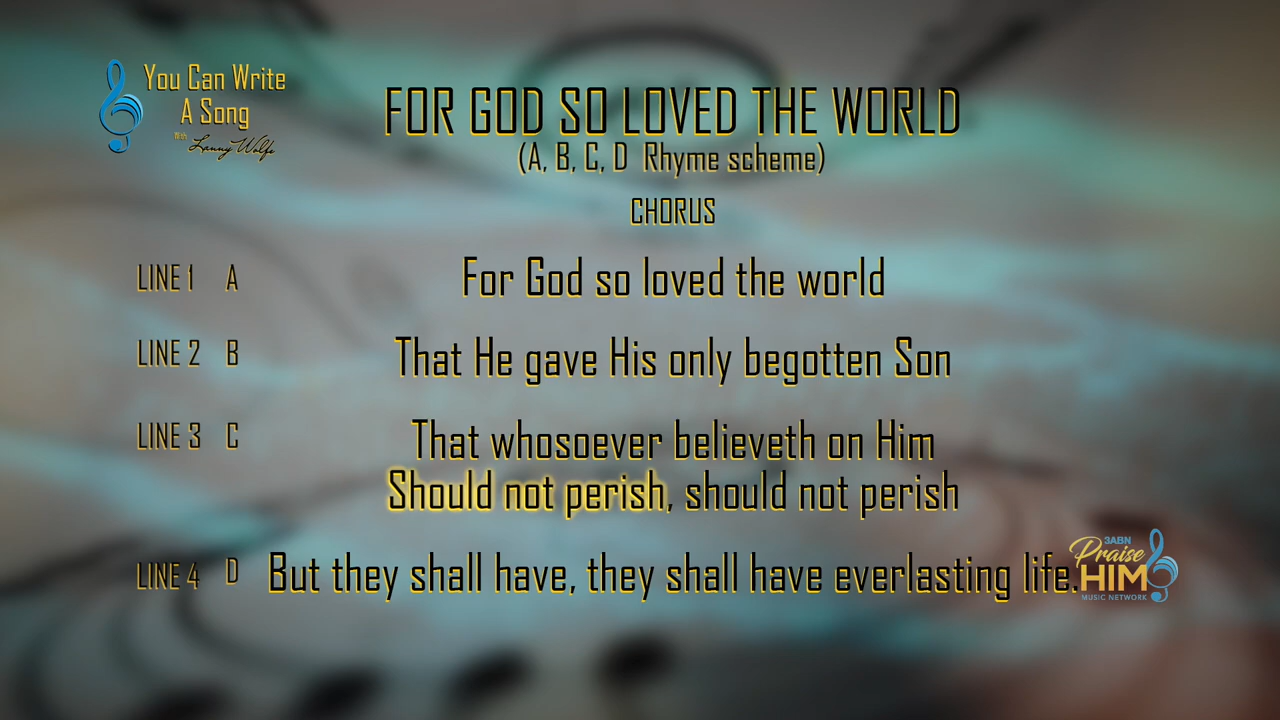 You Can Write
A Song
With Lanny Wolfe
FOR GOD SO LOVED THE WORLD
(A, B, C, D Rhyme scheme)
CHORUS
LINE 1 A For God so loved the world
LINE 2 B That He gave His only begotten Son
LINE 3 C That whosoever believeth on Him
Should not perish, should not perish
LINE 4 D But they shall have, they shall have everlasting life.
3ABN
Praise
HIM
MUSIC NETWORK